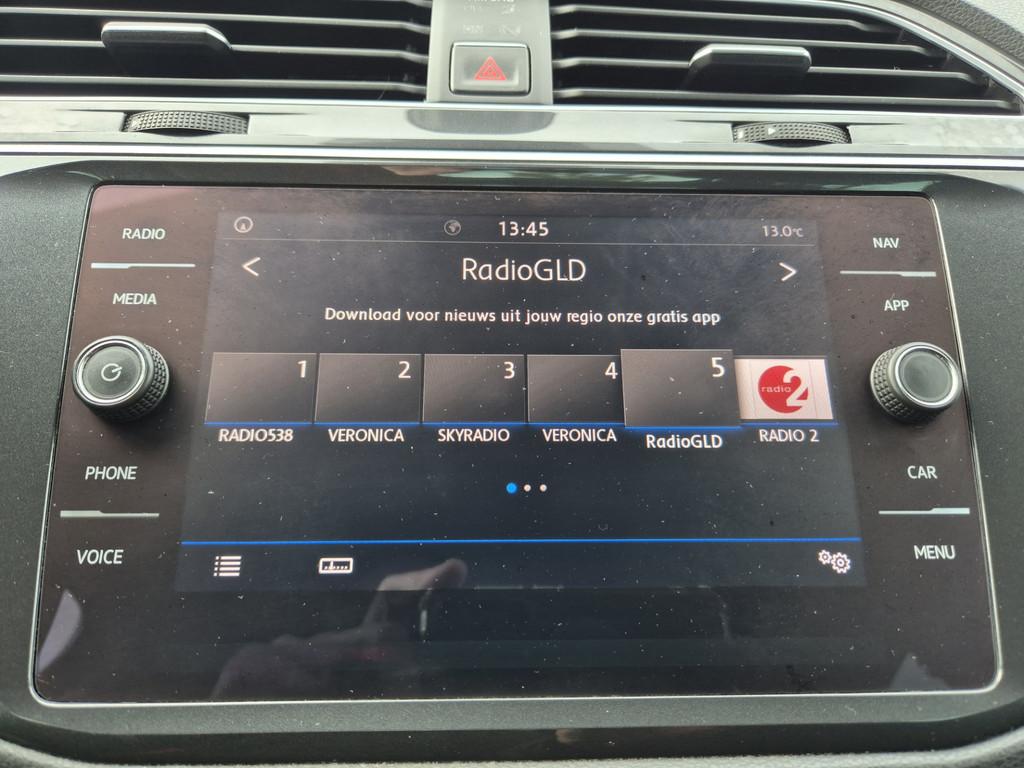 13:45
13.0°C
RADIO
NAV
< RadioGLD >
MEDIA
APP
Download voor nieuws uit jouw regio onze gratis app
1 2 3 4 5 radio 2
RADIO538 VERONICA SKYRADIO VERONICA RadioGLD RADIO 2
PHONE
CAR
VOICE
MENU